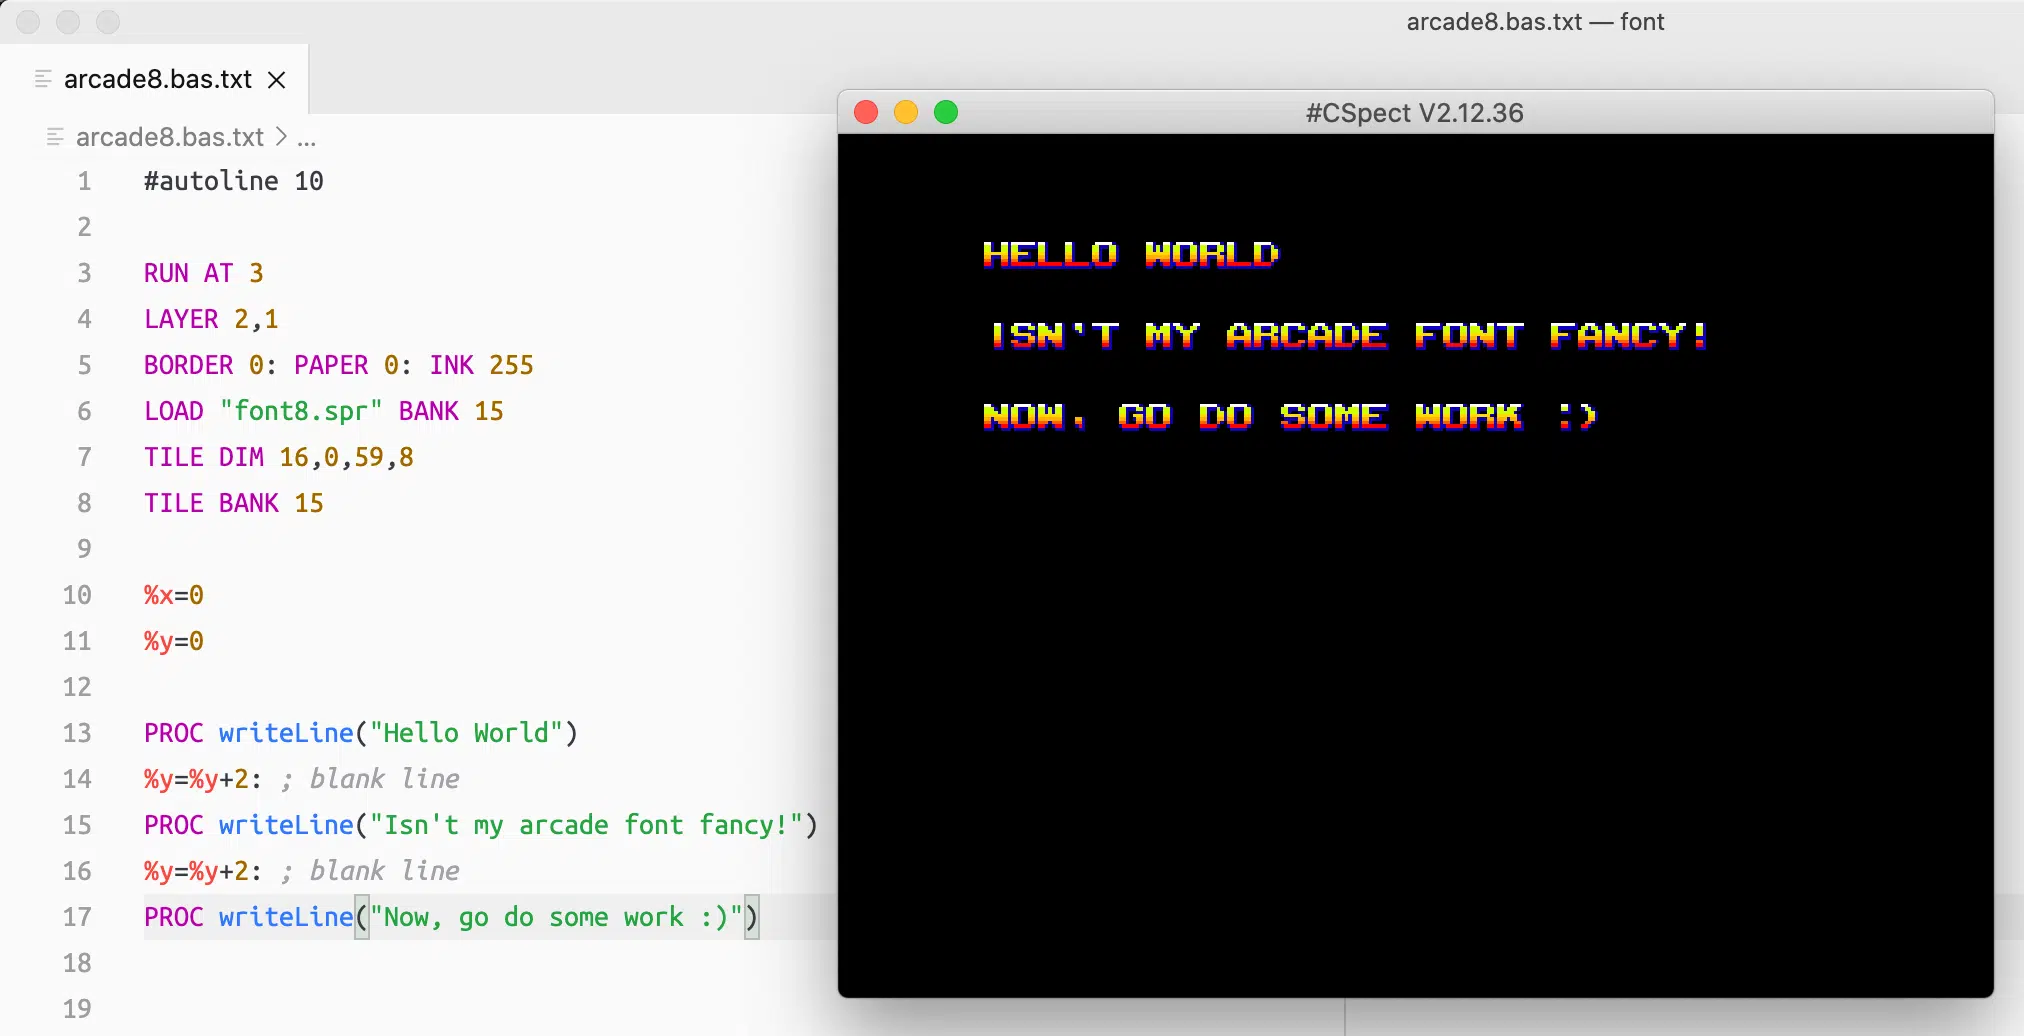 arcade8.bas.txt — font
arcade8.bas.txt
arcade8.bas.txt > ...
1 #autoline 10
2
3 RUN AT 3
4 LAYER 2,1
5 BORDER 0: PAPER 0: INK 255
6 LOAD "font8.spr" BANK 15
7 TILE DIM 16,0,59,8
8 TILE BANK 15
9
10 %x=0
11 %y=0
12
13 PROC writeLine("Hello World")
14 %y=%y+2: ; blank line
15 PROC writeLine("Isn't my arcade font fancy!")
16 %y=%y+2: ; blank line
17 PROC writeLine("Now, go do some work :)")
18
19
#CSpect V2.12.36
HELLO WORLD
ISN'T MY ARCADE FONT FANCY!
NOW, GO DO SOME WORK :)